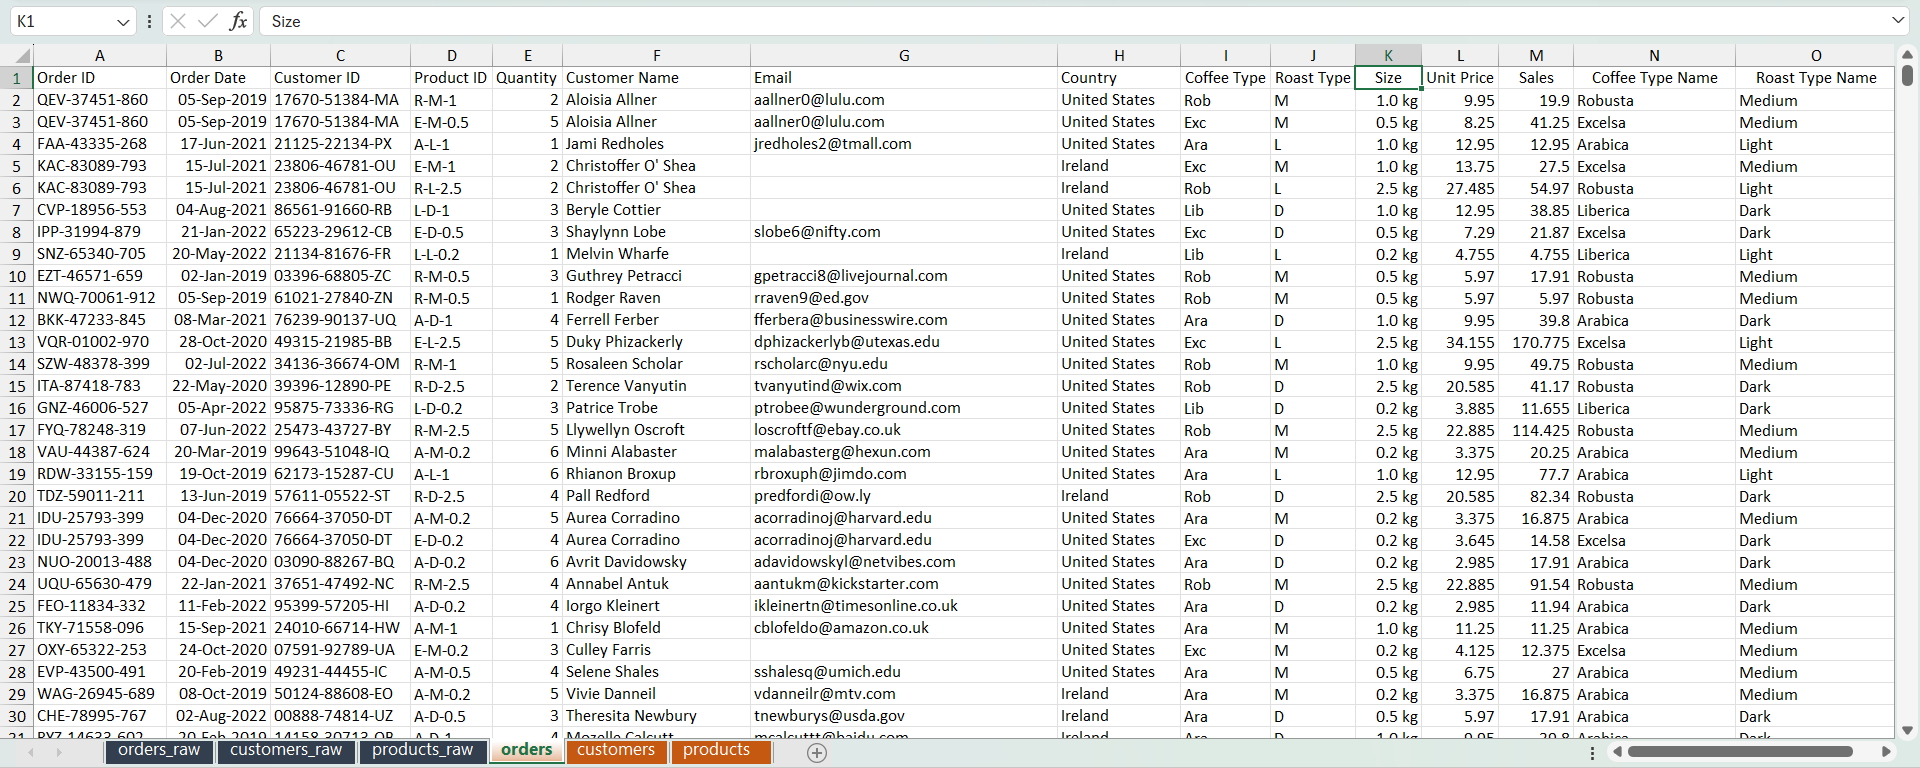 K1 fx Size
A B C D E F G H I J K L M N O
1 Order ID Order Date Customer ID Product ID Quantity Customer Name Email Country Coffee Type Roast Type Size Unit Price Sales Coffee Type Name Roast Type Name
2 QEV-37451-860 05-Sep-2019 17670-51384-MA R-M-1 2 Aloisia Allner aallner0@lulu.com United States Rob M 1.0 kg 9.95 19.9 Robusta Medium
3 QEV-37451-860 05-Sep-2019 17670-51384-MA E-M-0.5 5 Aloisia Allner aallner0@lulu.com United States Exc M 0.5 kg 8.25 41.25 Excelsa Medium
4 FAA-43335-268 17-Jun-2021 21125-22134-PX A-L-1 1 Jami Redholes jredholes2@tmall.com United States Ara L 1.0 kg 12.95 12.95 Arabica Light
5 KAC-83089-793 15-Jul-2021 23806-46781-OU E-M-1 2 Christoffer O' Shea Ireland Exc M 1.0 kg 13.75 27.5 Excelsa Medium
6 KAC-83089-793 15-Jul-2021 23806-46781-OU R-L-2.5 2 Christoffer O' Shea Ireland Rob L 2.5 kg 27.485 54.97 Robusta Light
7 CVP-18956-553 04-Aug-2021 86561-91660-RB L-D-1 3 Beryle Cottier United States Lib D 1.0 kg 12.95 38.85 Liberica Dark
8 IPP-31994-879 21-Jan-2022 65223-29612-CB E-D-0.5 3 Shaylynn Lobe slobe6@nifty.com United States Exc D 0.5 kg 7.29 21.87 Excelsa Dark
9 SNZ-65340-705 20-May-2022 21134-81676-FR L-L-0.2 1 Melvin Wharfe Ireland Lib L 0.2 kg 4.755 4.755 Liberica Light
10 EZT-46571-659 02-Jan-2019 03396-68805-ZC R-M-0.5 3 Guthrey Petracci gpetracci8@livejournal.com United States Rob M 0.5 kg 5.97 17.91 Robusta Medium
11 NWQ-70061-912 05-Sep-2019 61021-27840-ZN R-M-0.5 1 Rodger Raven rraven9@ed.gov United States Rob M 0.5 kg 5.97 5.97 Robusta Medium
12 BKK-47233-845 08-Mar-2021 76239-90137-UQ A-D-1 4 Ferrell Ferber fferbera@businesswire.com United States Ara D 1.0 kg 9.95 39.8 Arabica Dark
13 VQR-01002-970 28-Oct-2020 49315-21985-BB E-L-2.5 5 Duky Phizackerly dphizackerlyb@utexas.edu United States Exc L 2.5 kg 34.155 170.775 Excelsa Light
14 SZW-48378-399 02-Jul-2022 34136-36674-OM R-M-1 5 Rosaleen Scholar rscholarc@nyu.edu United States Rob M 1.0 kg 9.95 49.75 Robusta Medium
15 ITA-87418-783 22-May-2020 39396-12890-PE R-D-2.5 2 Terence Vanyutin tvanyutind@wix.com United States Rob D 2.5 kg 20.585 41.17 Robusta Dark
16 GNZ-46006-527 05-Apr-2022 95875-73336-RG L-D-0.2 3 Patrice Trobe ptrobee@wunderground.com United States Lib D 0.2 kg 3.885 11.655 Liberica Dark
17 FYQ-78248-319 07-Jun-2022 25473-43727-BY R-M-2.5 5 Llywellyn Oscroft loscroftf@ebay.co.uk United States Rob M 2.5 kg 22.885 114.425 Robusta Medium
18 VAU-44387-624 20-Mar-2019 99643-51048-IQ A-M-0.2 6 Minni Alabaster malabasterg@hexun.com United States Ara M 0.2 kg 3.375 20.25 Arabica Medium
19 RDW-33155-159 19-Oct-2019 62173-15287-CU A-L-1 6 Rhianon Broxup rbroxuph@jimdo.com United States Ara L 1.0 kg 12.95 77.7 Arabica Light
20 TDZ-59011-211 13-Jun-2019 57611-05522-ST R-D-2.5 4 Pall Redford predfordi@ow.ly Ireland Rob D 2.5 kg 20.585 82.34 Robusta Dark
21 IDU-25793-399 04-Dec-2020 76664-37050-DT A-M-0.2 5 Aurea Corradino acorradinoj@harvard.edu United States Ara M 0.2 kg 3.375 16.875 Arabica Medium
22 IDU-25793-399 04-Dec-2020 76664-37050-DT E-D-0.2 4 Aurea Corradino acorradinoj@harvard.edu United States Exc D 0.2 kg 3.645 14.58 Excelsa Dark
23 NUO-20013-488 04-Dec-2020 03090-88267-BQ A-D-0.2 6 Avrit Davidowsky adavidowskyl@netvibes.com United States Ara D 0.2 kg 2.985 17.91 Arabica Dark
24 UQU-65630-479 22-Jan-2021 37651-47492-NC R-M-2.5 4 Annabel Antuk aantukm@kickstarter.com United States Rob M 2.5 kg 22.885 91.54 Robusta Medium
25 FEO-11834-332 11-Feb-2022 95399-57205-HI A-D-0.2 4 Iorgo Kleinert ikleinertn@timesonline.co.uk United States Ara D 0.2 kg 2.985 11.94 Arabica Dark
26 TKY-71558-096 15-Sep-2021 24010-66714-HW A-M-1 1 Chrisy Blofeld cblofeldo@amazon.co.uk United States Ara M 1.0 kg 11.25 11.25 Arabica Medium
27 OXY-65322-253 24-Oct-2020 07591-92789-UA E-M-0.2 3 Culley Farris United States Exc M 0.2 kg 4.125 12.375 Excelsa Medium
28 EVP-43500-491 20-Feb-2019 49231-44455-IC A-M-0.5 4 Selene Shales sshalesq@umich.edu United States Ara M 0.5 kg 6.75 27 Arabica Medium
29 WAG-26945-689 08-Oct-2019 50124-88608-EO A-M-0.2 5 Vivie Danneil vdanneilr@mtv.com Ireland Ara M 0.2 kg 3.375 16.875 Arabica Medium
30 CHE-78995-767 02-Aug-2022 00888-74814-UZ A-D-0.5 3 Theresita Newbury tnewburys@usda.gov Ireland Ara D 0.5 kg 5.97 17.91 Arabica Dark
orders_raw customers_raw products_raw orders customers products